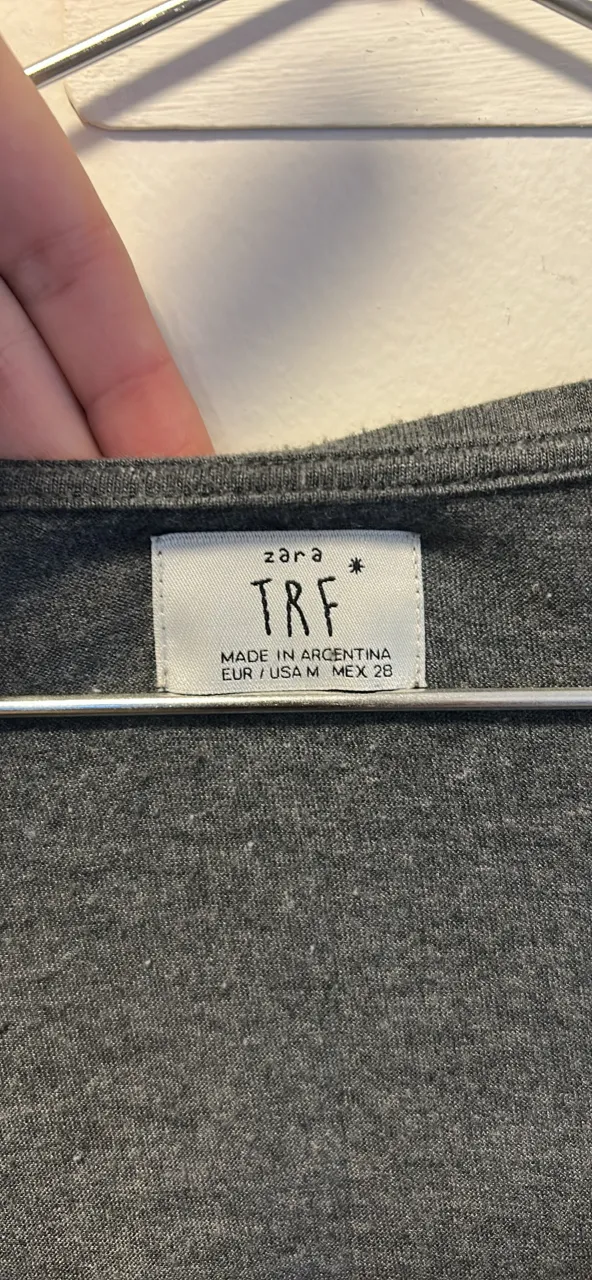 zara
TRF*
MADE IN ARGENTINA
EUR / USA M MEX 28